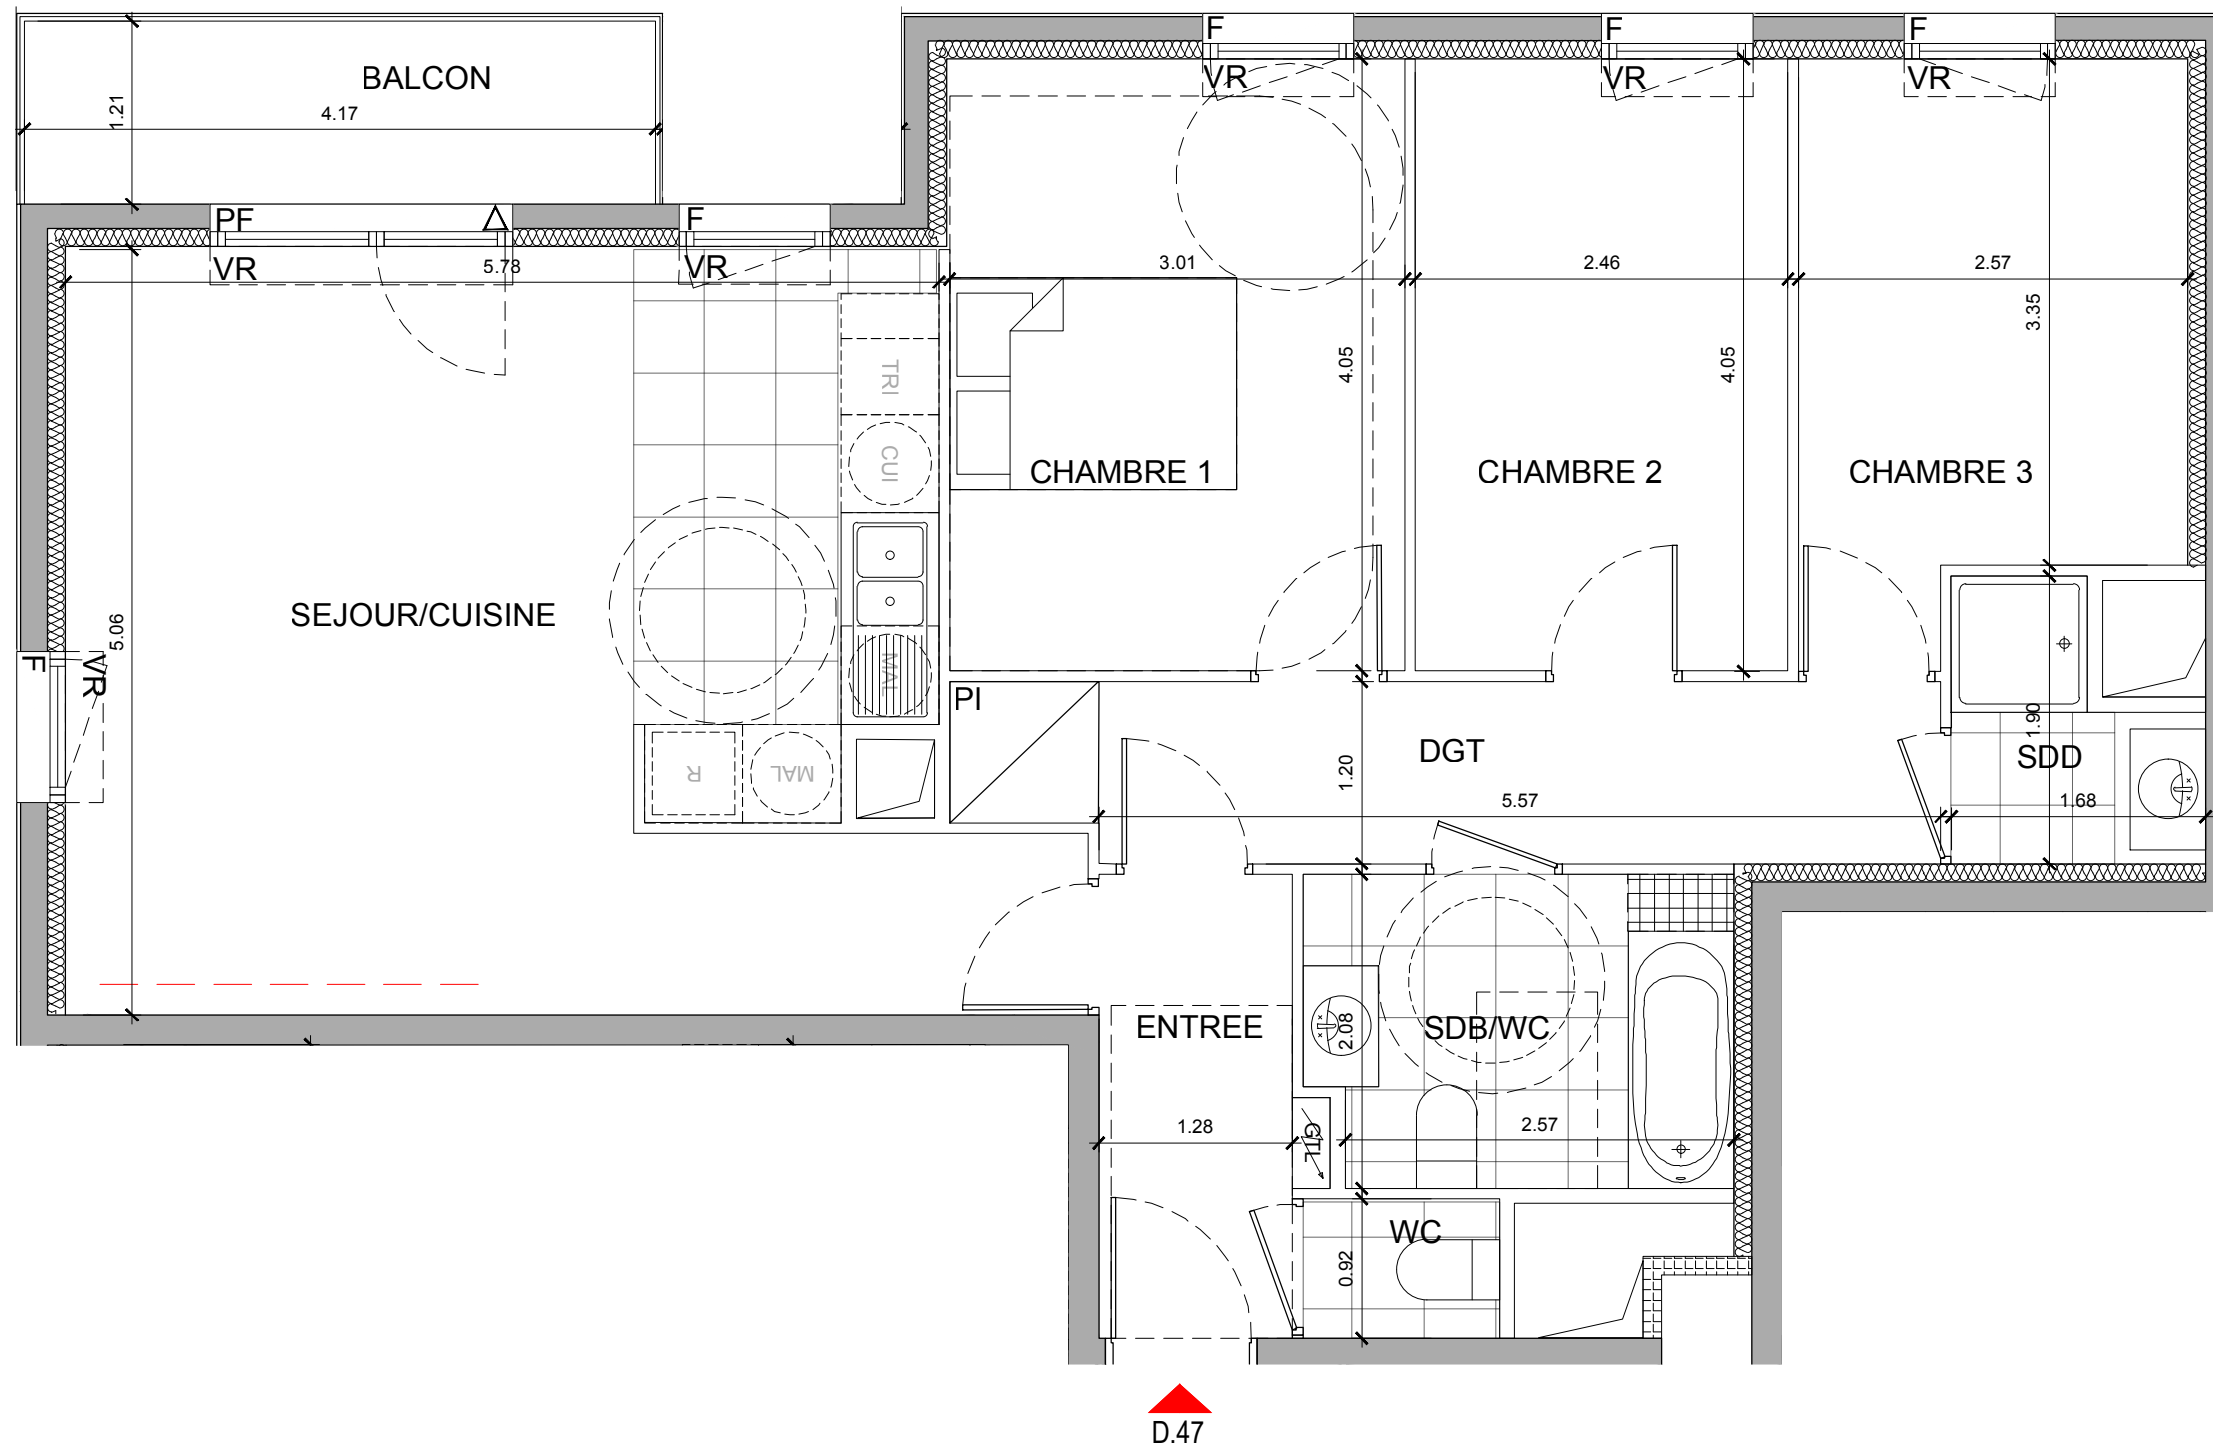 F
F
F
VR
VR
VR
BALCON
4.17
1.21
PF
F
VR
VR
5.78
3.01
2.46
2.57
3.35
4.05
4.05
TRI
CUI
CHAMBRE 1
CHAMBRE 2
CHAMBRE 3
SEJOUR/CUISINE
5.06
F
VR
MAL
PI
R
MAL
DGT
1.20
5.57
1.90
SDD
1.68
ENTREE
2.08
SDB/WC
1.28
GTL
2.57
WC
0.92
D.47